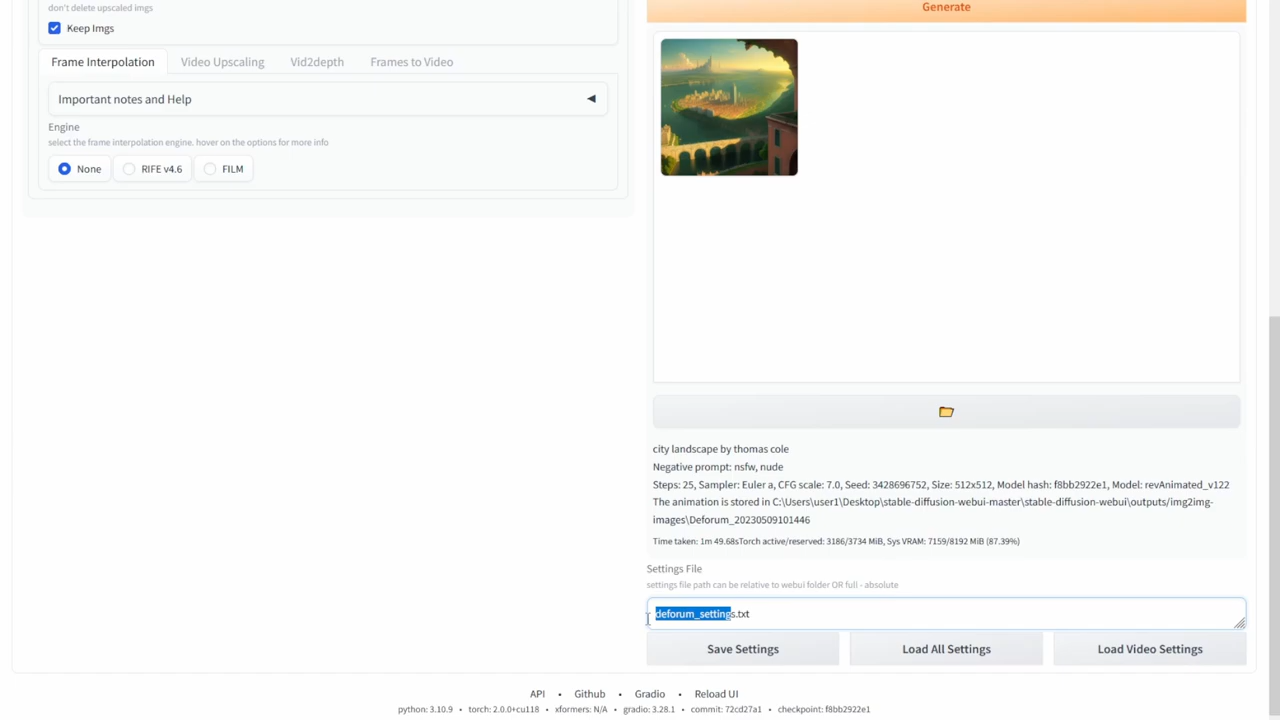 don't delete upscaled imgs
Keep Imgs
Frame Interpolation Video Upscaling Vid2depth Frames to Video
Important notes and Help
Engine
select the frame interpolation engine. hover on the options for more info
None RIFE v4.6 FILM
Generate
city landscape by thomas cole
Negative prompt: nsfw, nude
Steps: 25, Sampler: Euler a, CFG scale: 7.0, Seed: 3428696752, Size: 512x512, Model hash: f8bb2922e1, Model: revAnimated_v122
The animation is stored in C:\Users\user1\Desktop\stable-diffusion-webui-master\stable-diffusion-webui\outputs/img2img-
images\Deforum_20230509101446
Time taken: 1m 49.68sTorch active/reserved: 3186/3734 MiB, Sys VRAM: 7159/8192 MiB (87.39%)
Settings File
settings file path can be relative to webui folder OR full - absolute
deforum_settings.txt
Save Settings Load All Settings Load Video Settings
API • Github • Gradio • Reload UI
python: 3.10.9 • torch: 2.0.0+cu118 • xformers: N/A • gradio: 3.28.1 • commit: 72cd27a1 • checkpoint: f8bb2922e1